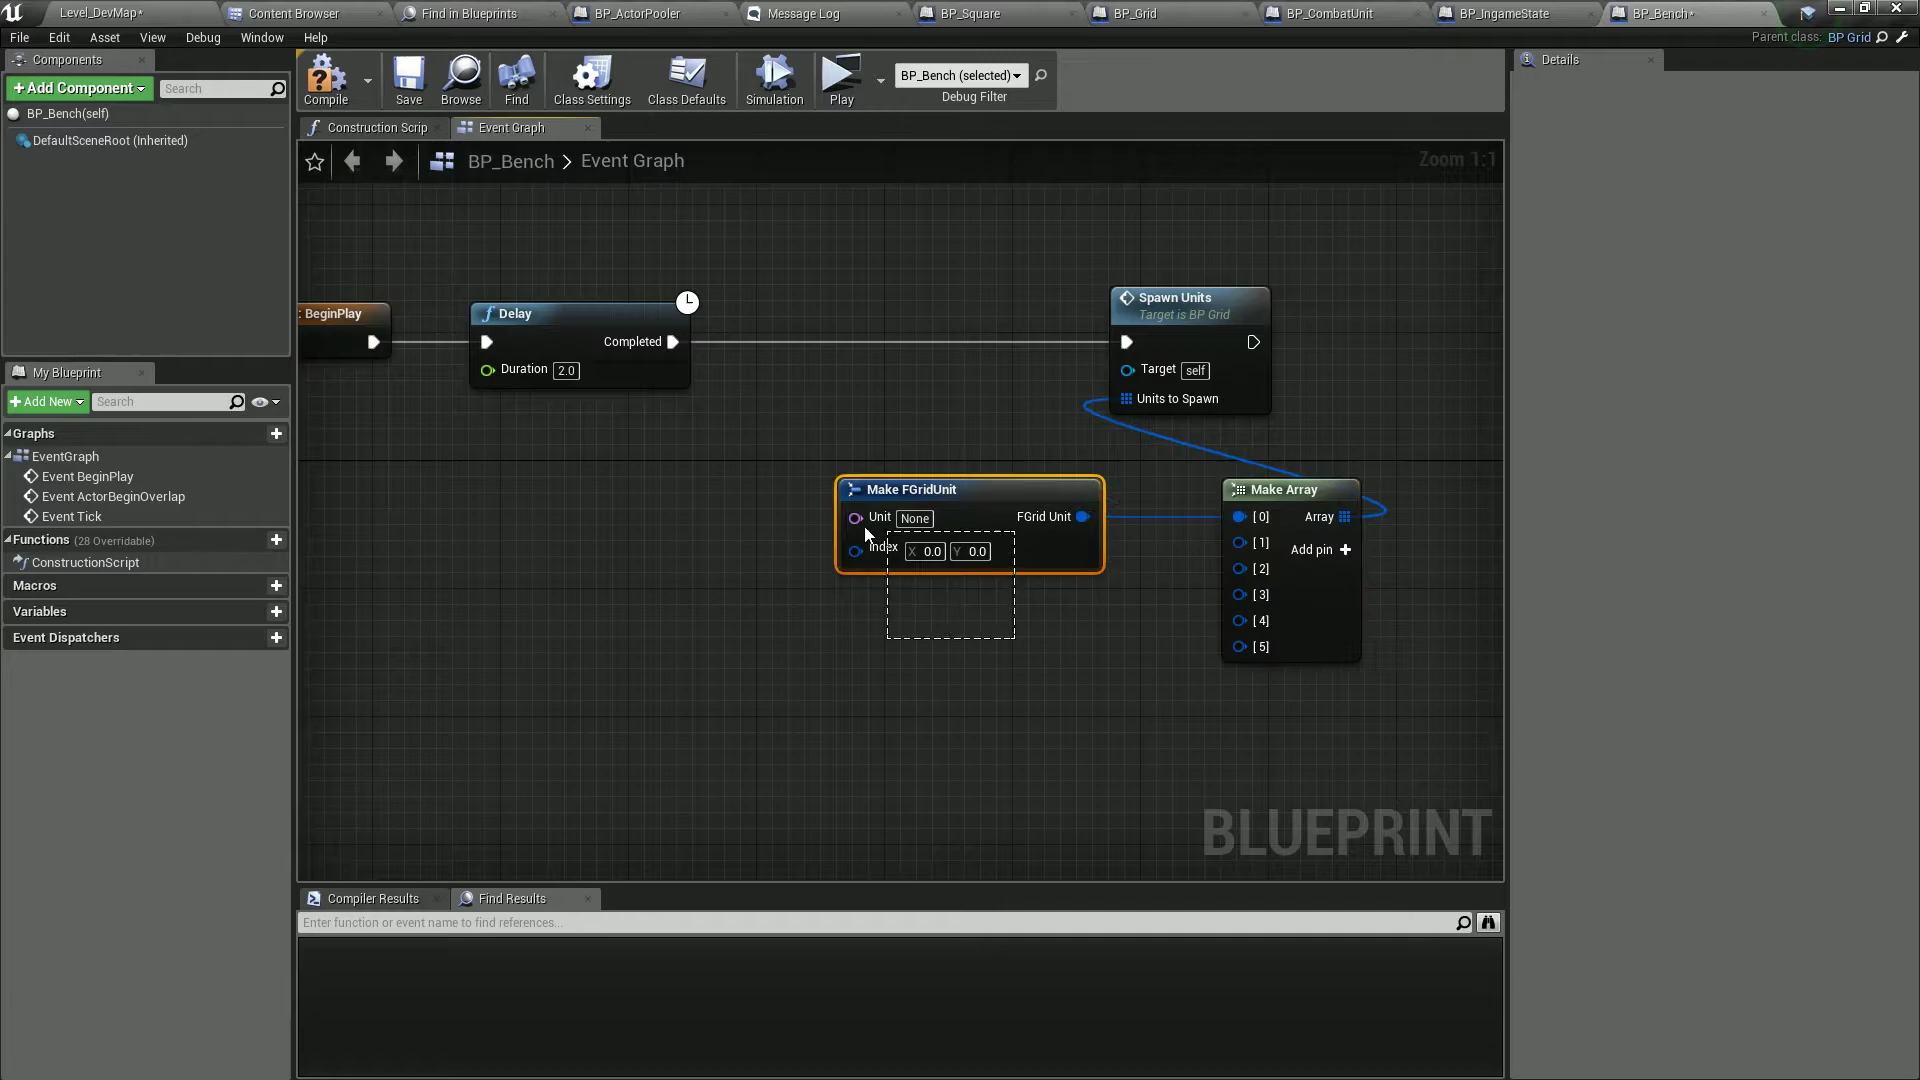 Level_DevMap*
Content Browser
Find in Blueprints
BP_ActorPooler
Message Log
BP_Square
BP_Grid
BP_CombatUnit
BP_IngameState
BP_Bench*
File Edit Asset View Debug Window Help
Parent class: BP Grid
Components
+Add Component
Search
BP_Bench(self)
DefaultSceneRoot (Inherited)
Compile
Save
Browse
Find
Class Settings
Class Defaults
Simulation
Play
BP_Bench (selected)
Debug Filter
Details
Construction Scrip
Event Graph
BP_Bench > Event Graph
Zoom 1:1
My Blueprint
+Add New
Search
Graphs
EventGraph
Event BeginPlay
Event ActorBeginOverlap
Event Tick
Functions (28 Overridable)
ConstructionScript
Macros
Variables
Event Dispatchers
: BeginPlay
Delay
Completed
Duration 2.0
Spawn Units
Target is BP Grid
Target self
Units to Spawn
Make FGridUnit
Unit None
FGrid Unit
Index X 0.0 Y 0.0
Make Array
[0] Array
[1]
Add pin +
[2]
[3]
[4]
[5]
BLUEPRINT
Compiler Results
Find Results
Enter function or event name to find references...